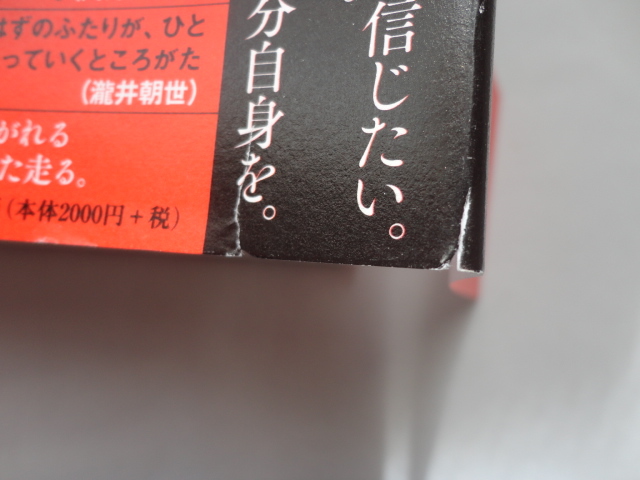 信じたい。
分自身を。
はずのふたりが、ひと
っていくところがた
(瀧井朝世)
がれる
た走る。
(本体2000円+税)